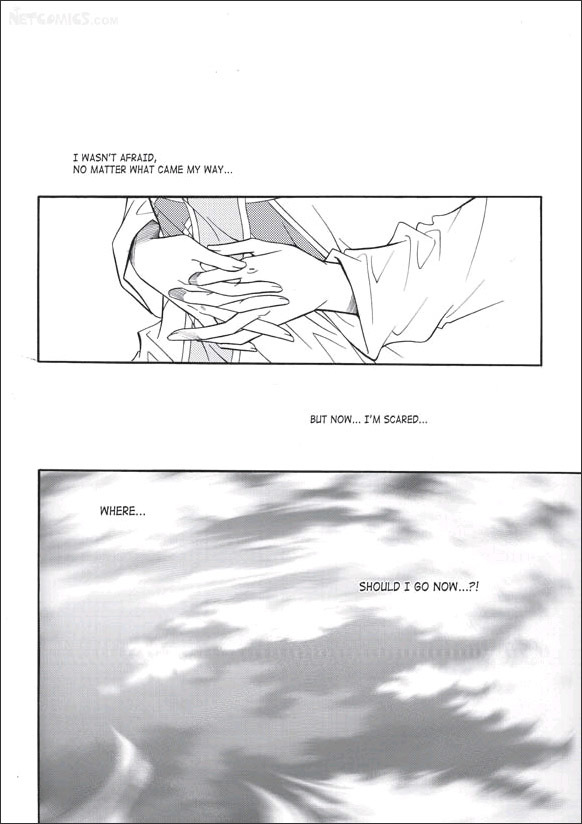 NETCOMICS.COM
I WASN'T AFRAID,
NO MATTER WHAT CAME MY WAY...
BUT NOW... I'M SCARED...
WHERE...
SHOULD I GO NOW...?!